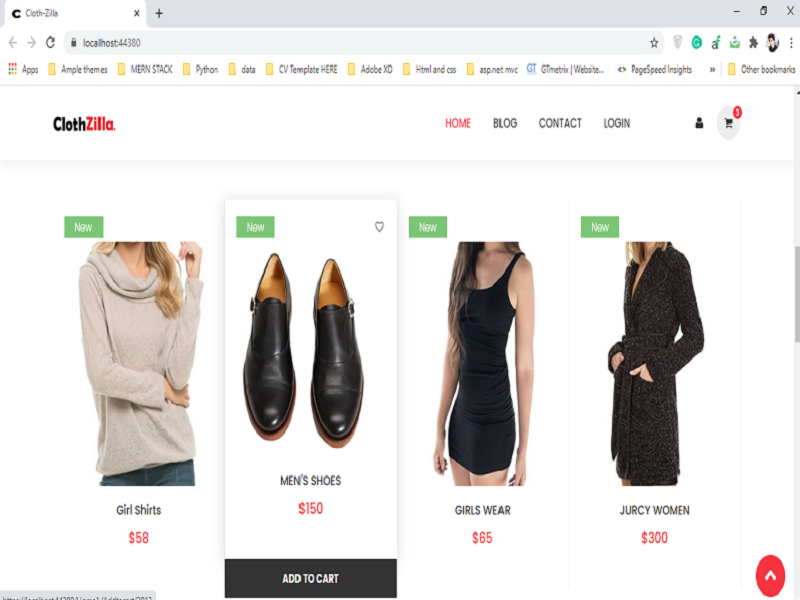 Cloth-Zilla
localhost:44380
Apps Ample themes MERN STACK Python data CV Template HERE Adobe XD Html and css asp.net mvc GTmetrix | Website... PageSpeed Insights » Other bookmarks
ClothZilla. HOME BLOG CONTACT LOGIN
New New New New
MEN'S SHOES
$150
Girl Shirts GIRLS WEAR JURCY WOMEN
$58 $65 $300
ADD TO CART